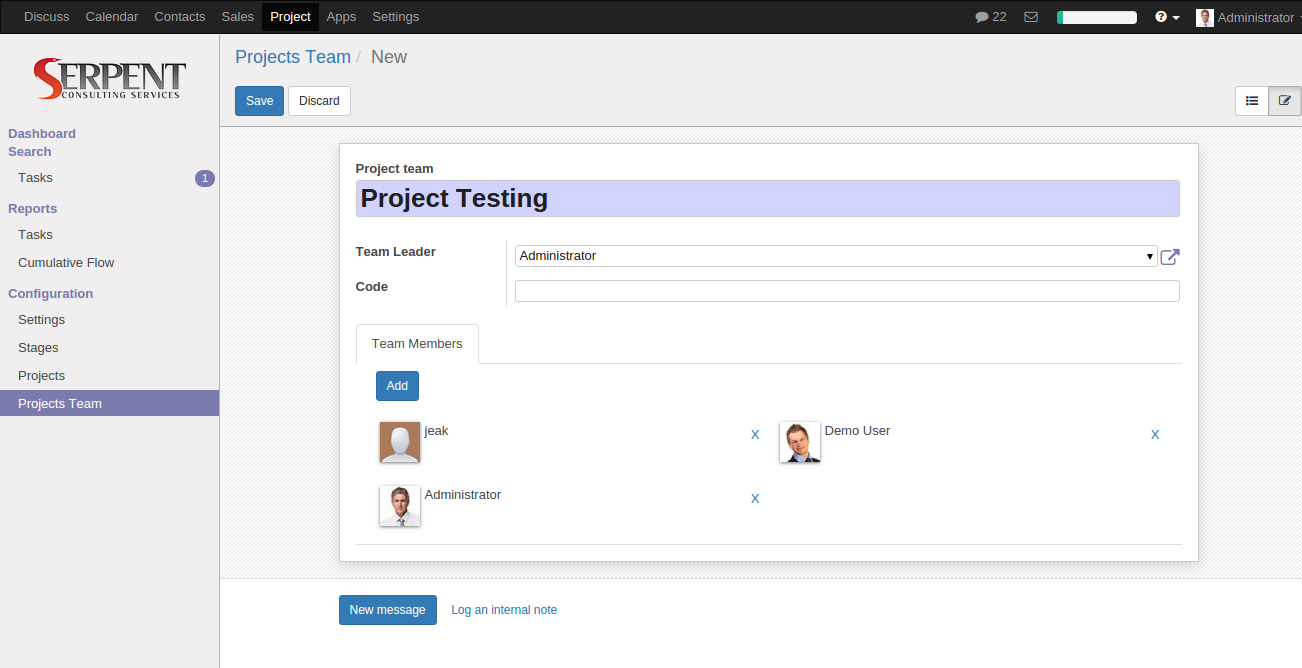 Discuss Calendar Contacts Sales Project Apps Settings 22 Administrator
SERPENT
CONSULTING SERVICES
Projects Team / New
Save Discard
Dashboard
Search
Tasks 1
Reports
Tasks
Cumulative Flow
Configuration
Settings
Stages
Projects
Projects Team
Project team
Project Testing
Team Leader Administrator
Code
Team Members
Add
jeak X Demo User X
Administrator X
New message Log an internal note